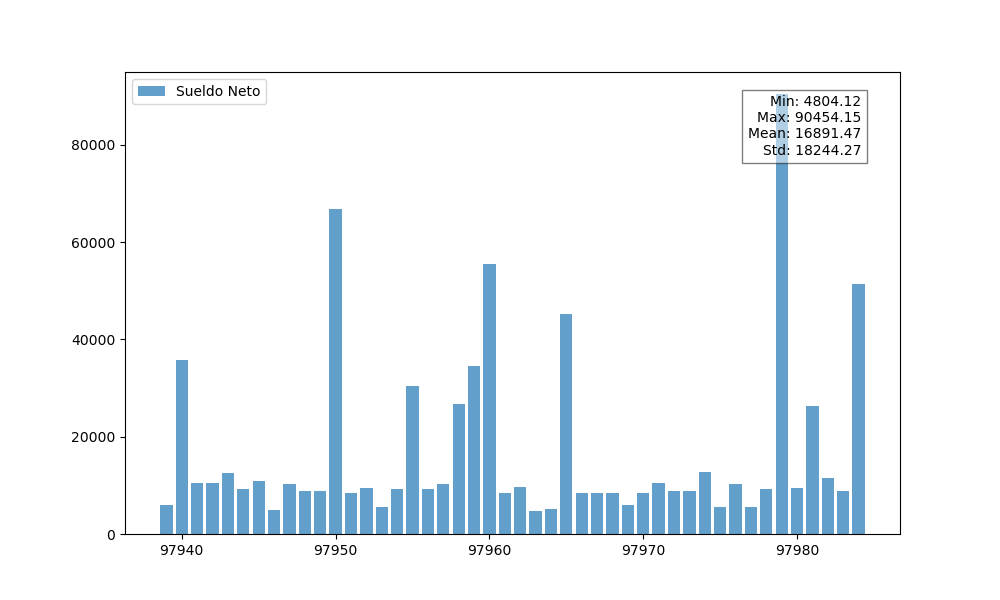 Sueldo Neto
Min: 4804.12
Max: 90454.15
Mean: 16891.47
Std: 18244.27
80000
60000
40000
20000
0
97940 97950 97960 97970 97980